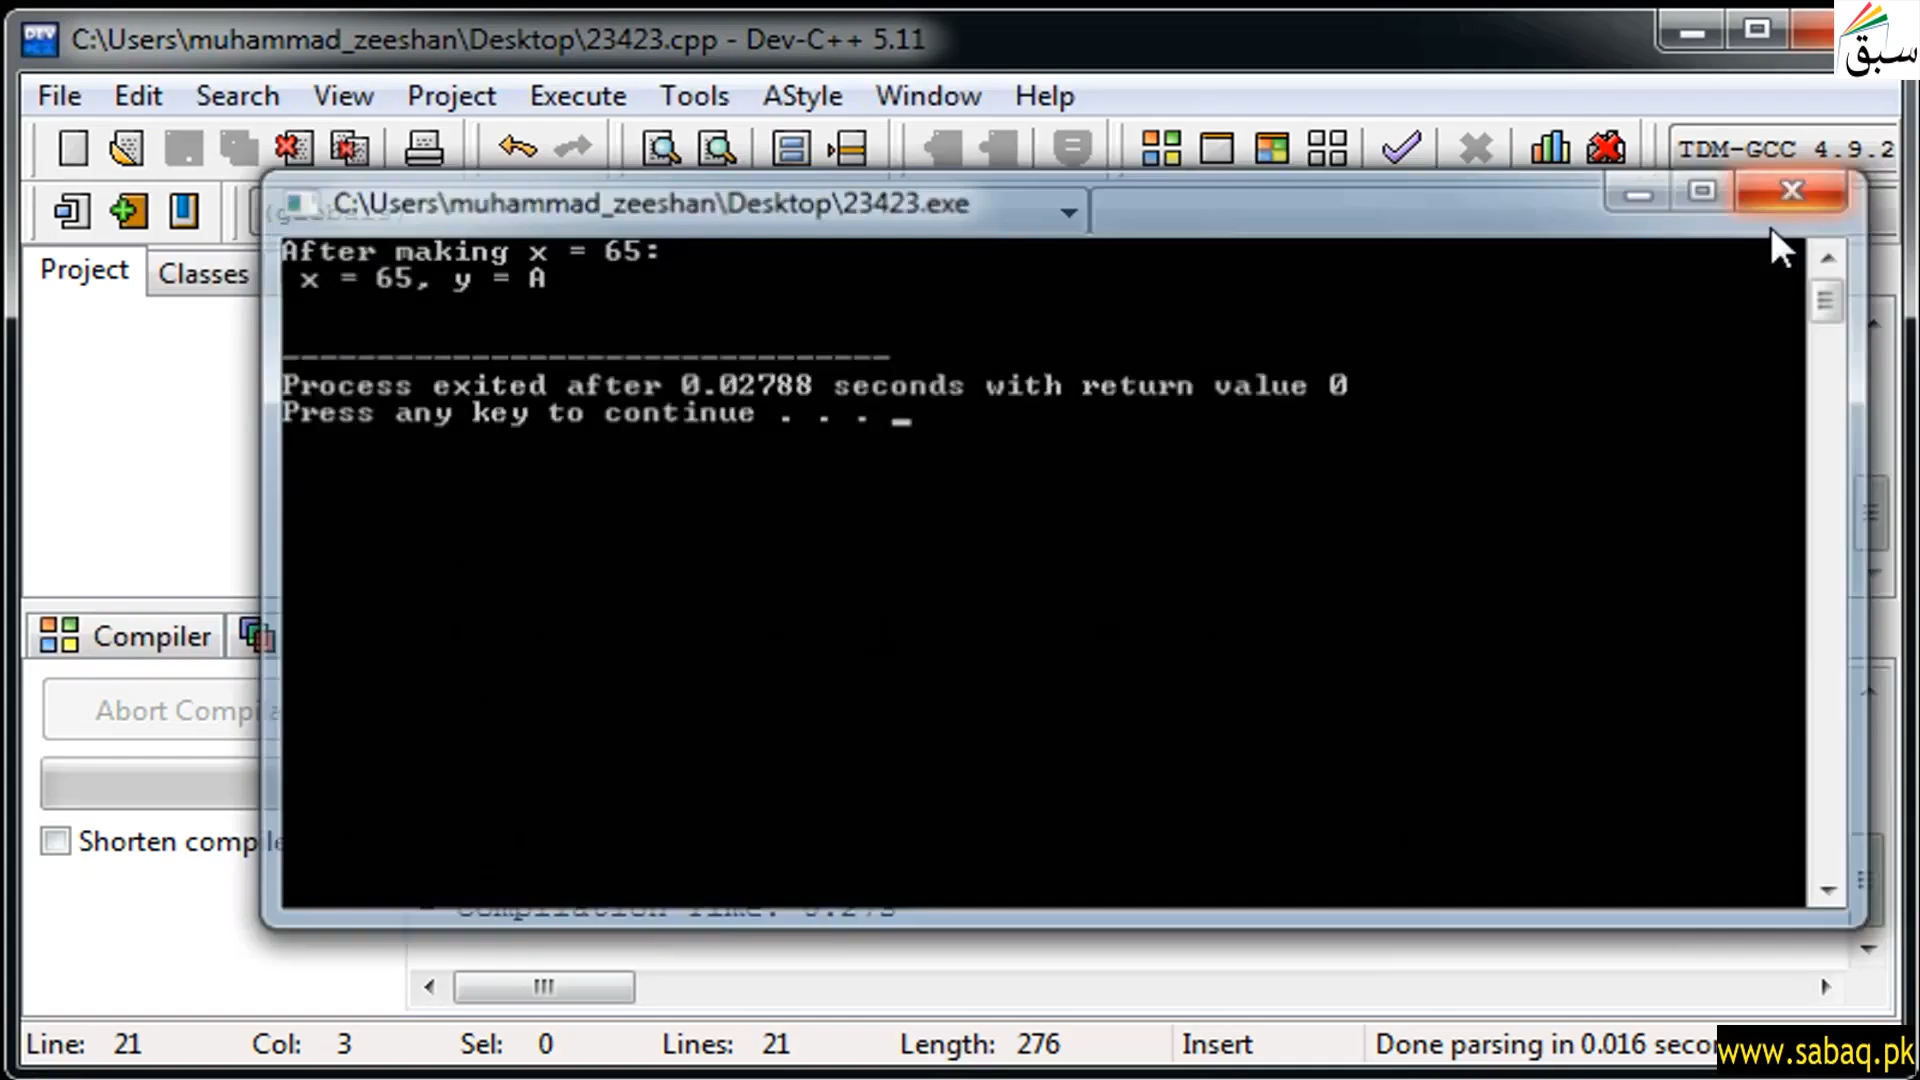 C:\Users\muhammad_zeeshan\Desktop\23423.cpp - Dev-C++ 5.11
سبق
File Edit Search View Project Execute Tools AStyle Window Help
TDM-GCC 4.9.2
C:\Users\muhammad_zeeshan\Desktop\23423.exe
Project Classes
After making x = 65:
x = 65, y = A
--------------------------------
Process exited after 0.02788 seconds with return value 0
Press any key to continue . . . _
Compiler
Abort Compila
Shorten compile
Line: 21 Col: 3 Sel: 0 Lines: 21 Length: 276 Insert Done parsing in 0.016 seco
www.sabaq.pk